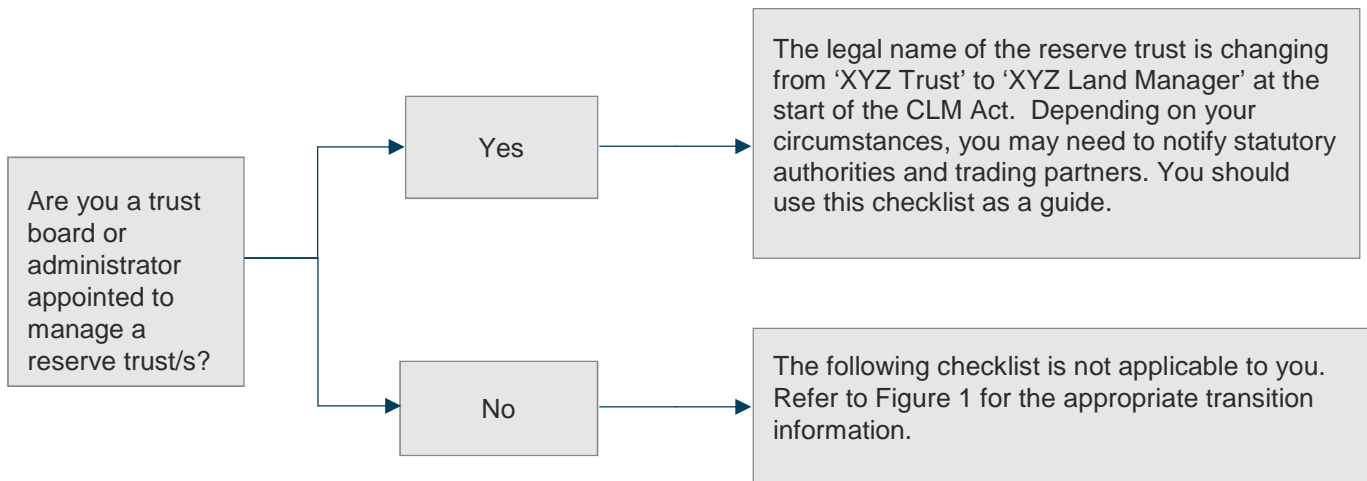 Are you a trust
board or
administrator
appointed to
manage a
reserve trust/s?
Yes
The legal name of the reserve trust is changing
from ‘XYZ Trust’ to ‘XYZ Land Manager’ at the
start of the CLM Act.  Depending on your
circumstances, you may need to notify statutory
authorities and trading partners. You should
use this checklist as a guide.
No
The following checklist is not applicable to you.
Refer to Figure 1 for the appropriate transition
information.